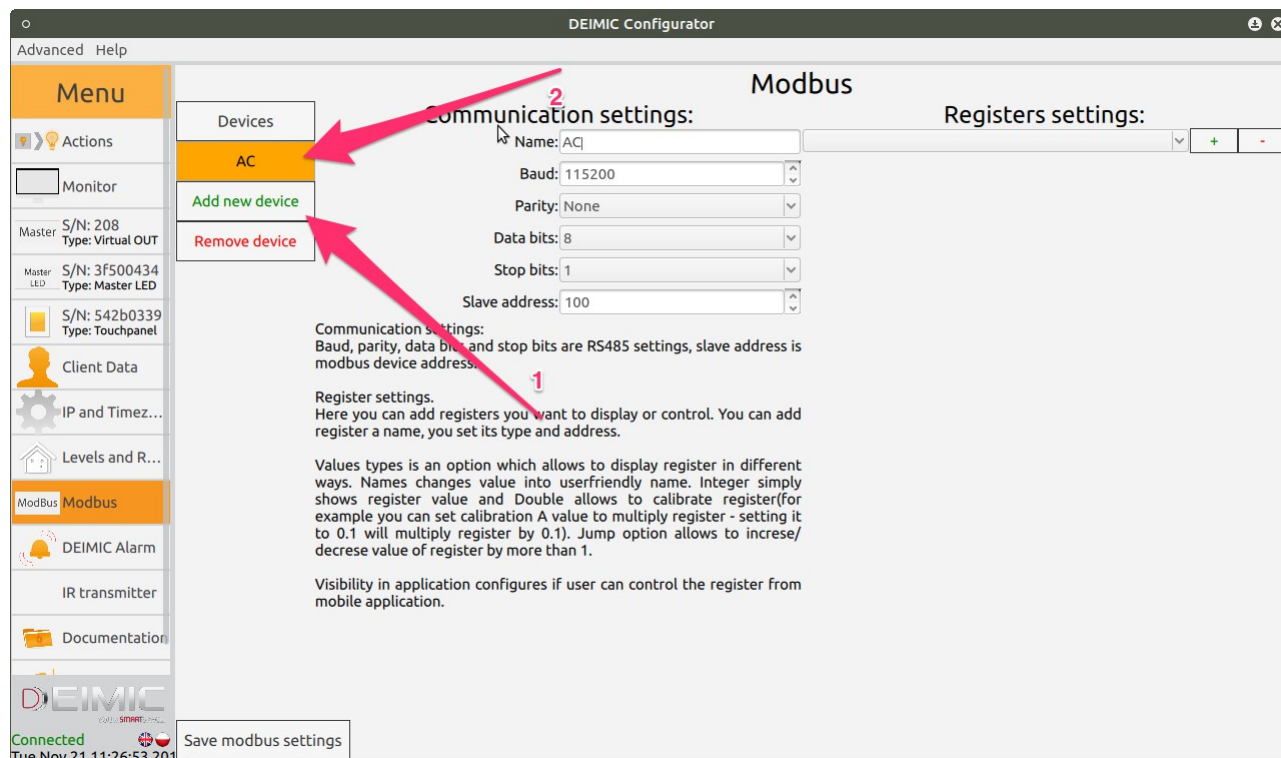 DEIMIC Configurator
Advanced Help
Menu
Actions
Monitor
Master S/N: 208
Type: Virtual OUT
Master LED S/N: 3f500434
Type: Master LED
S/N: 542b0339
Type: Touchpanel
Client Data
IP and Timez...
Levels and R...
ModBus Modbus
DEIMIC Alarm
IR transmitter
Documentation
DEIMIC
SMART
Connected
Tue Nov 21 11:26:53 201
Devices
AC
Add new device
Remove device
Modbus
Communication settings:
2
Name: AC
Baud: 115200
Parity: None
Data bits: 8
Stop bits: 1
Slave address: 100
Communication settings:
Baud, parity, data bits and stop bits are RS485 settings, slave address is
modbus device address.
1
Register settings.
Here you can add registers you want to display or control. You can add
register a name, you set its type and address.
Values types is an option which allows to display register in different
ways. Names changes value into userfriendly name. Integer simply
shows register value and Double allows to calibrate register(for
example you can set calibration A value to multiply register - setting it
to 0.1 will multiply register by 0.1). Jump option allows to increse/
decrese value of register by more than 1.
Visibility in application configures if user can control the register from
mobile application.
Registers settings:
+ -
Save modbus settings